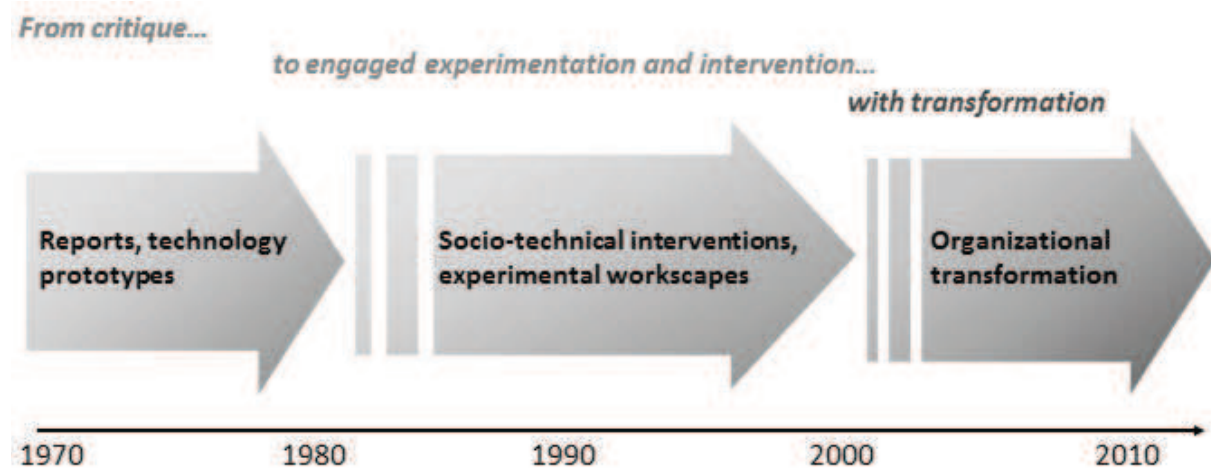 From critique...
to engaged experimentation and intervention...
with transformation
Reports, technology
prototypes
Socio-technical interventions,
experimental workscapes
Organizational
transformation
1970 1980 1990 2000 2010